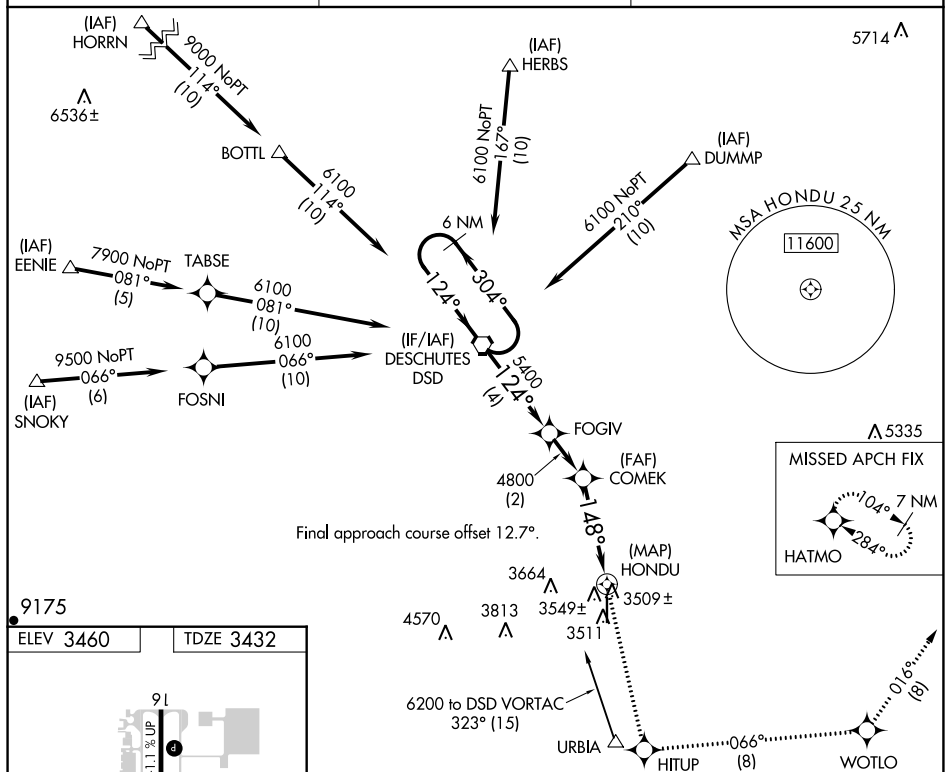 (IAF)
HORRN
9000 NoPT
114°
(10)
6536±
BOTTL
6100
114°
(10)
(IAF)
HERBS
6100 NoPT
167°
(10)
5714
(IAF)
DUMMP
6100 NoPT
210°
(10)
MSA HONDU 25 NM
11600
6 NM
304°
124°
(IAF)
EENIE
7900 NoPT
081°
(5)
TABSE
6100
081°
(10)
(IF/IAF)
DESCHUTES
DSD
9500 NoPT
066°
(6)
(IAF)
SNOKY
FOSNI
6100
066°
(10)
5400
124°
(4)
FOGIV
4800
(2)
(FAF)
COMEK
5335
MISSED APCH FIX
104°
7 NM
284°
HATMO
Final approach course offset 12.7°.
148°
(MAP)
HONDU
3664
3549±
3509±
3511
4570
3813
9175
ELEV 3460
TDZE 3432
16
1.1% UP
P
6200 to DSD VORTAC
323° (15)
URBIA
HITUP
066°
(8)
WOTLO
016°
(8)